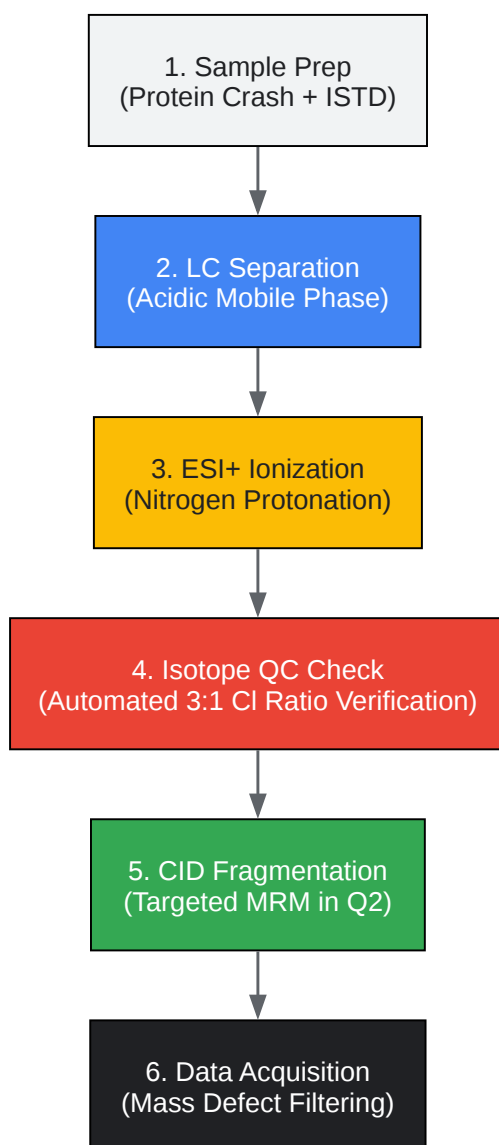 1. Sample Prep
(Protein Crash + ISTD)
2. LC Separation
(Acidic Mobile Phase)
3. ESI+ Ionization
(Nitrogen Protonation)
4. Isotope QC Check
(Automated 3:1 Cl Ratio Verification)
5. CID Fragmentation
(Targeted MRM in Q2)
6. Data Acquisition
(Mass Defect Filtering)